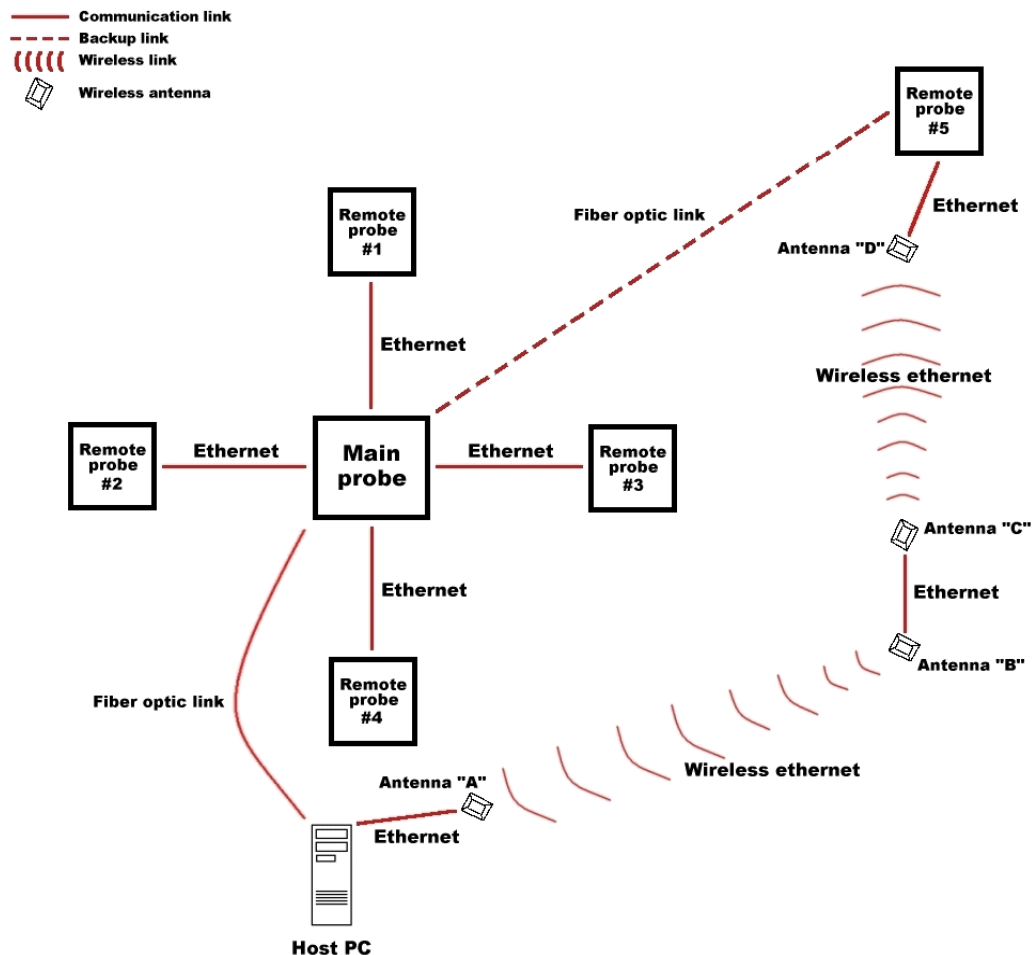 Communication link
Backup link
Wireless link
Wireless antenna
Remote
probe
#5
Ethernet
Fiber optic link
Antenna "D"
Remote
probe
#1
Ethernet
Wireless ethernet
Remote
probe
#2
Ethernet
Main
probe
Ethernet
Remote
probe
#3
Antenna "C"
Ethernet
Ethernet
Antenna "B"
Remote
probe
#4
Fiber optic link
Wireless ethernet
Antenna "A"
Ethernet
Host PC